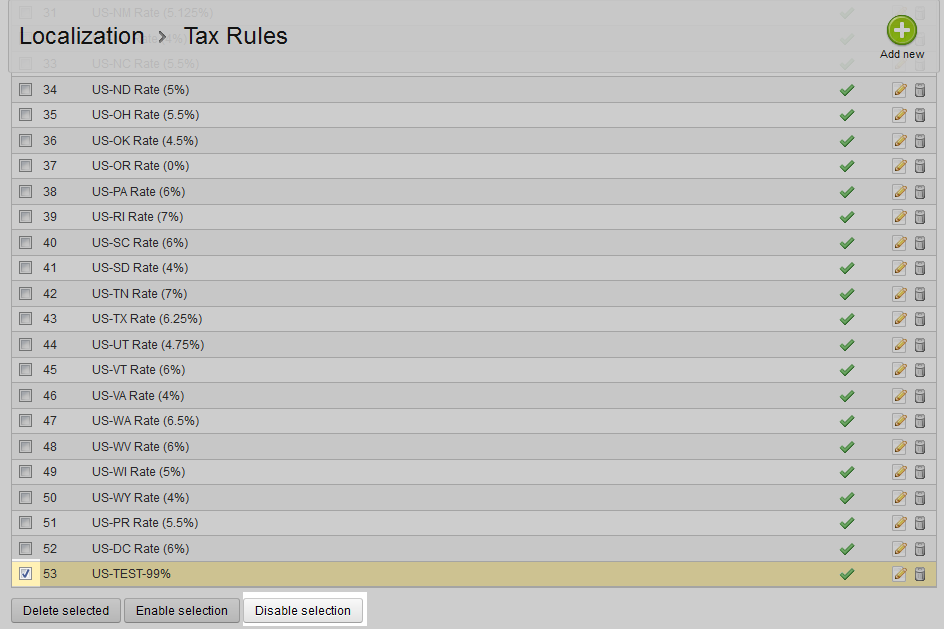 31 US-NM Rate (5.125%)
Localization > Tax Rules
Add new
33 US-NC Rate (5.5%)
34 US-ND Rate (5%)
35 US-OH Rate (5.5%)
36 US-OK Rate (4.5%)
37 US-OR Rate (0%)
38 US-PA Rate (6%)
39 US-RI Rate (7%)
40 US-SC Rate (6%)
41 US-SD Rate (4%)
42 US-TN Rate (7%)
43 US-TX Rate (6.25%)
44 US-UT Rate (4.75%)
45 US-VT Rate (6%)
46 US-VA Rate (4%)
47 US-WA Rate (6.5%)
48 US-WV Rate (6%)
49 US-WI Rate (5%)
50 US-WY Rate (4%)
51 US-PR Rate (5.5%)
52 US-DC Rate (6%)
53 US-TEST-99%
Delete selected Enable selection Disable selection